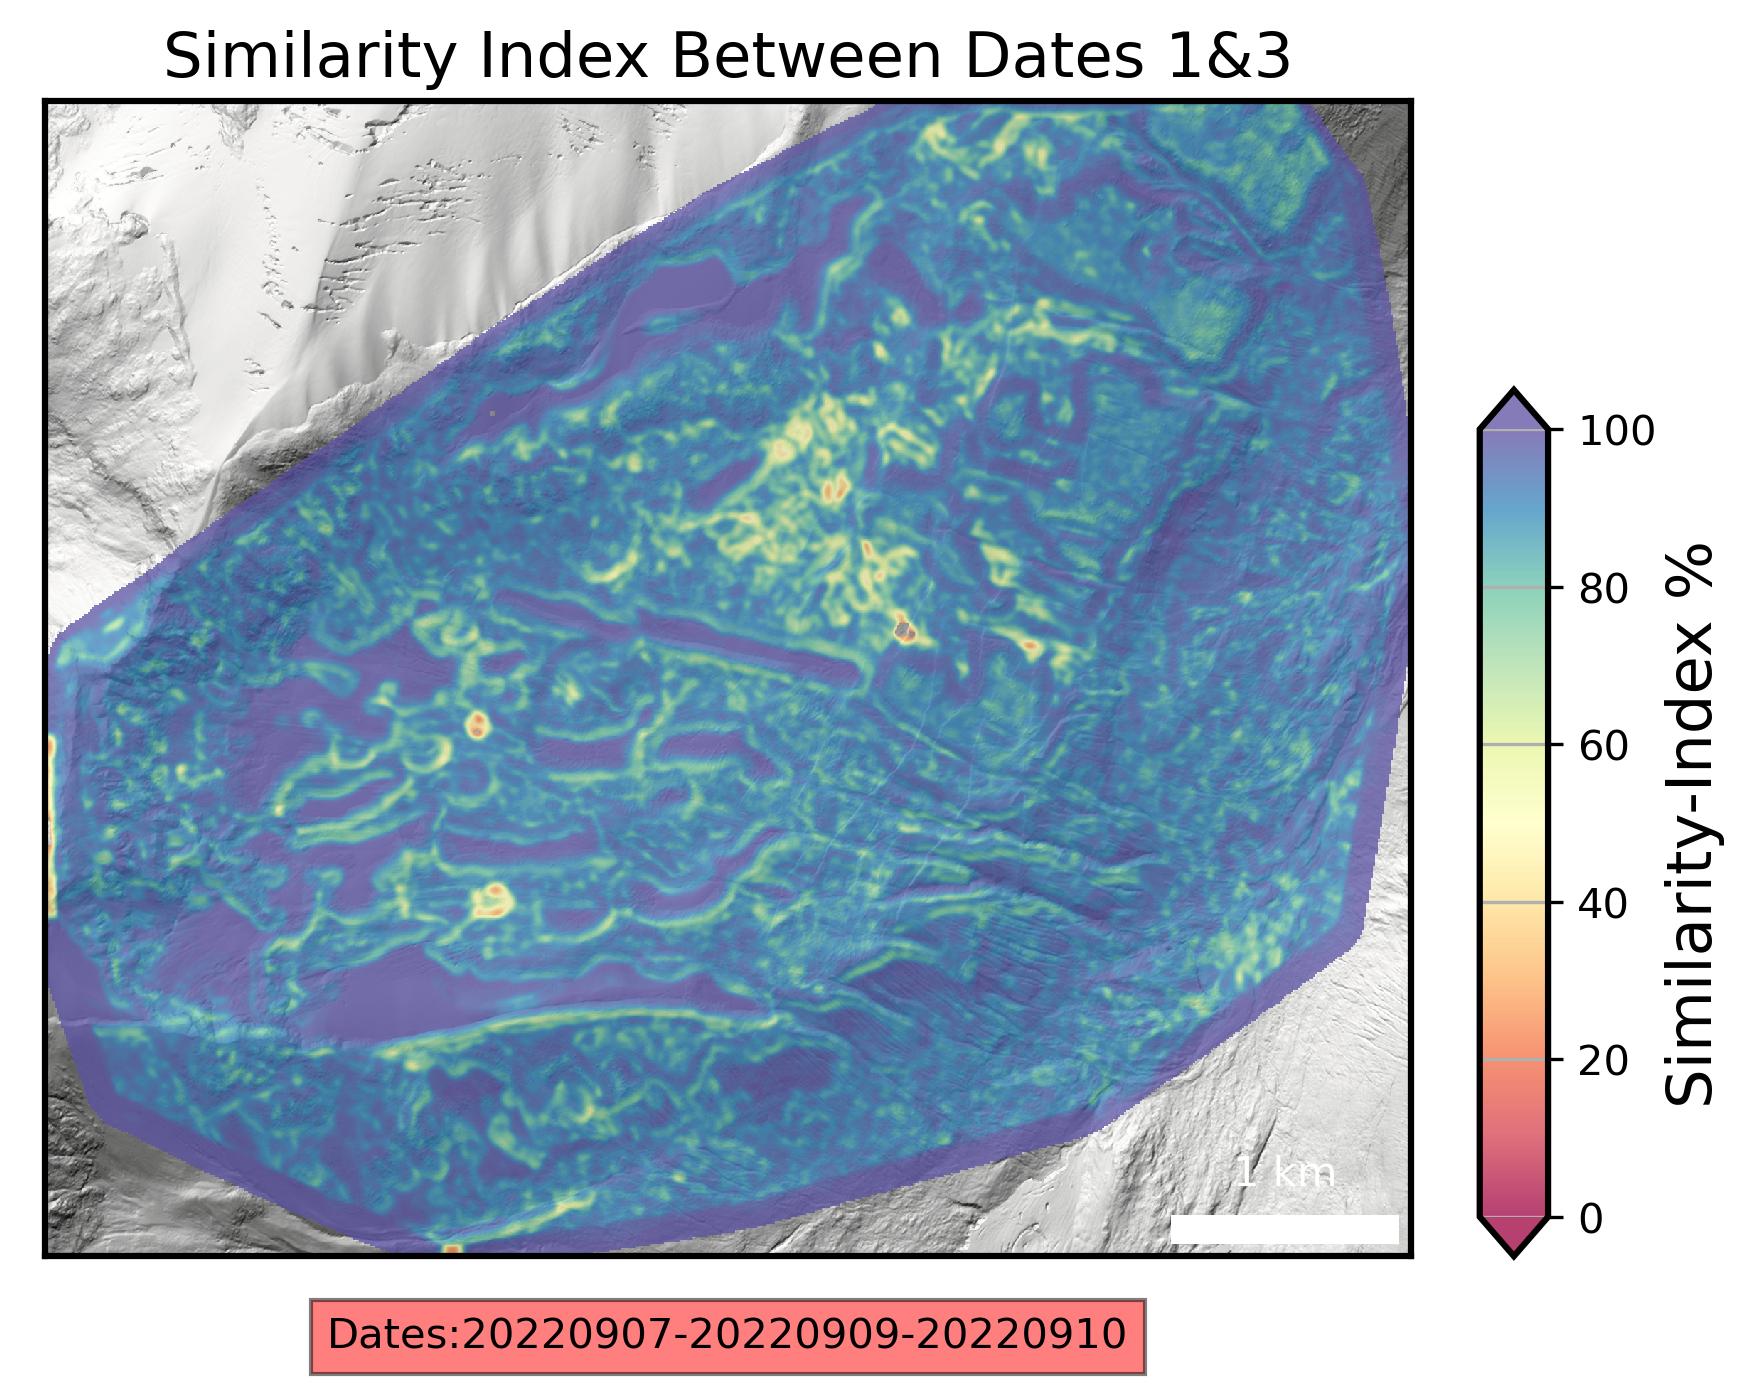 Similarity Index Between Dates 1&3
100
80
60
40
20
0
Similarity-Index %
1 km
Dates:20220907-20220909-20220910